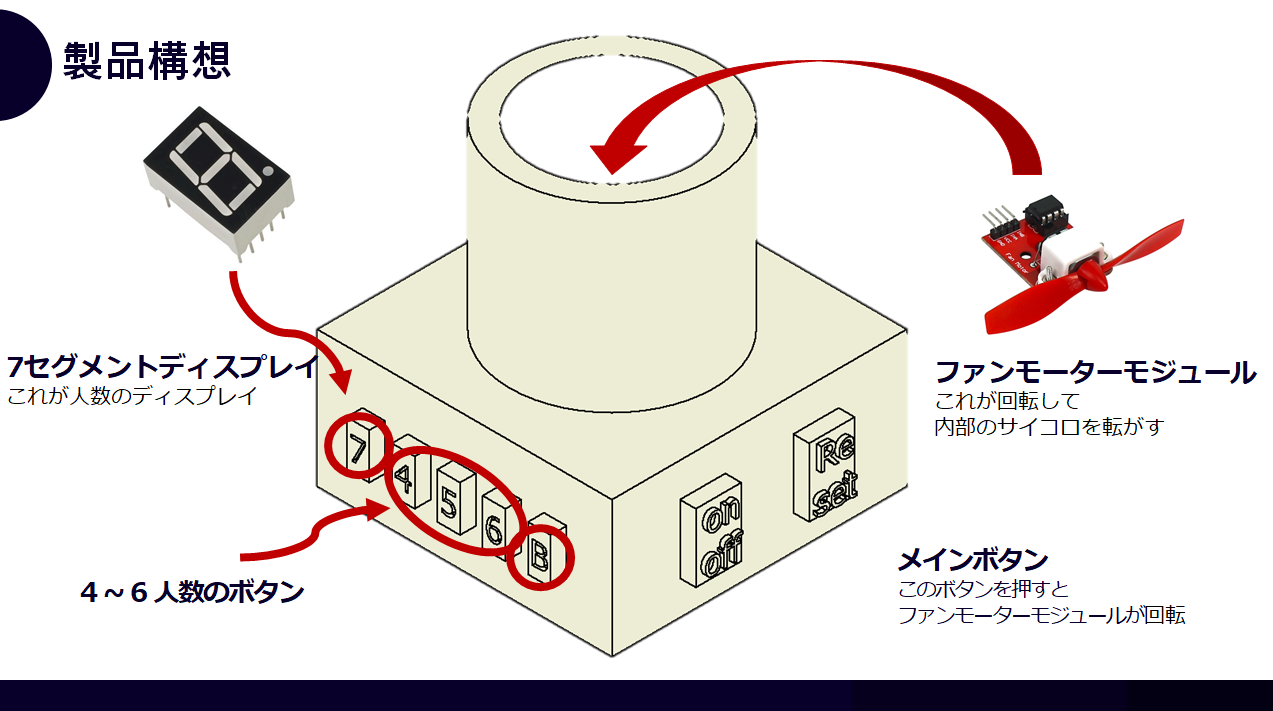 製品構想
7セグメントディスプレイ
これが人数のディスプレイ
ファンモーターモジュール
これが回転して
内部のサイコロを転がす
7
4
5
6
B
on
off
Re
set
4～6 人数のボタン
メインボタン
このボタンを押すと
ファンモーターモジュールが回転
Fan Motor